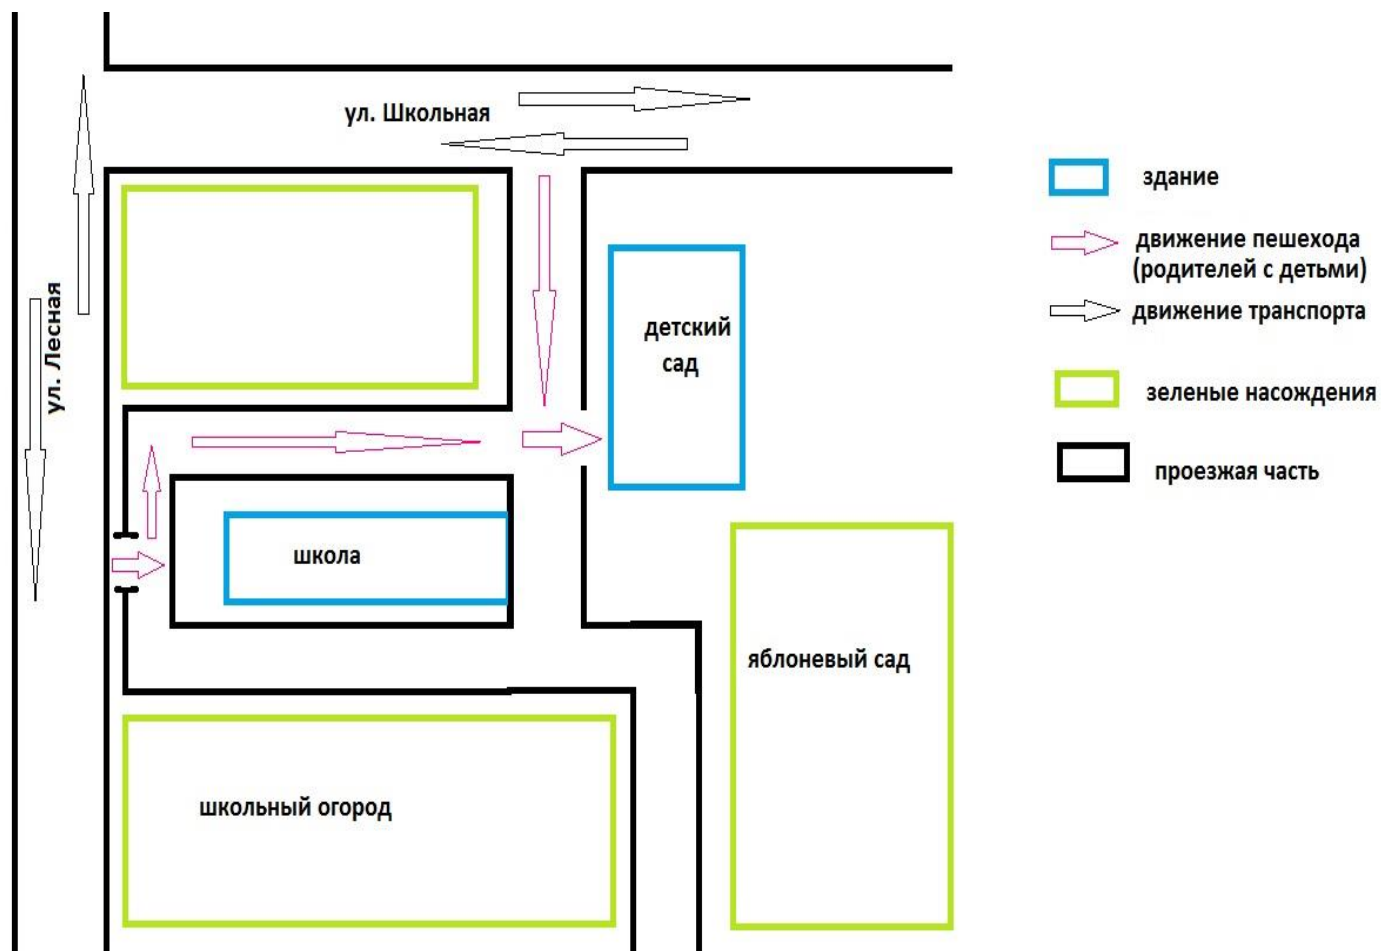 ул. Школьная
ул. Лесная
детский
сад
школа
яблоневый сад
школьный огород
здание
движение пешехода
(родителей с детьми)
движение транспорта
зеленые насождения
проезжая часть